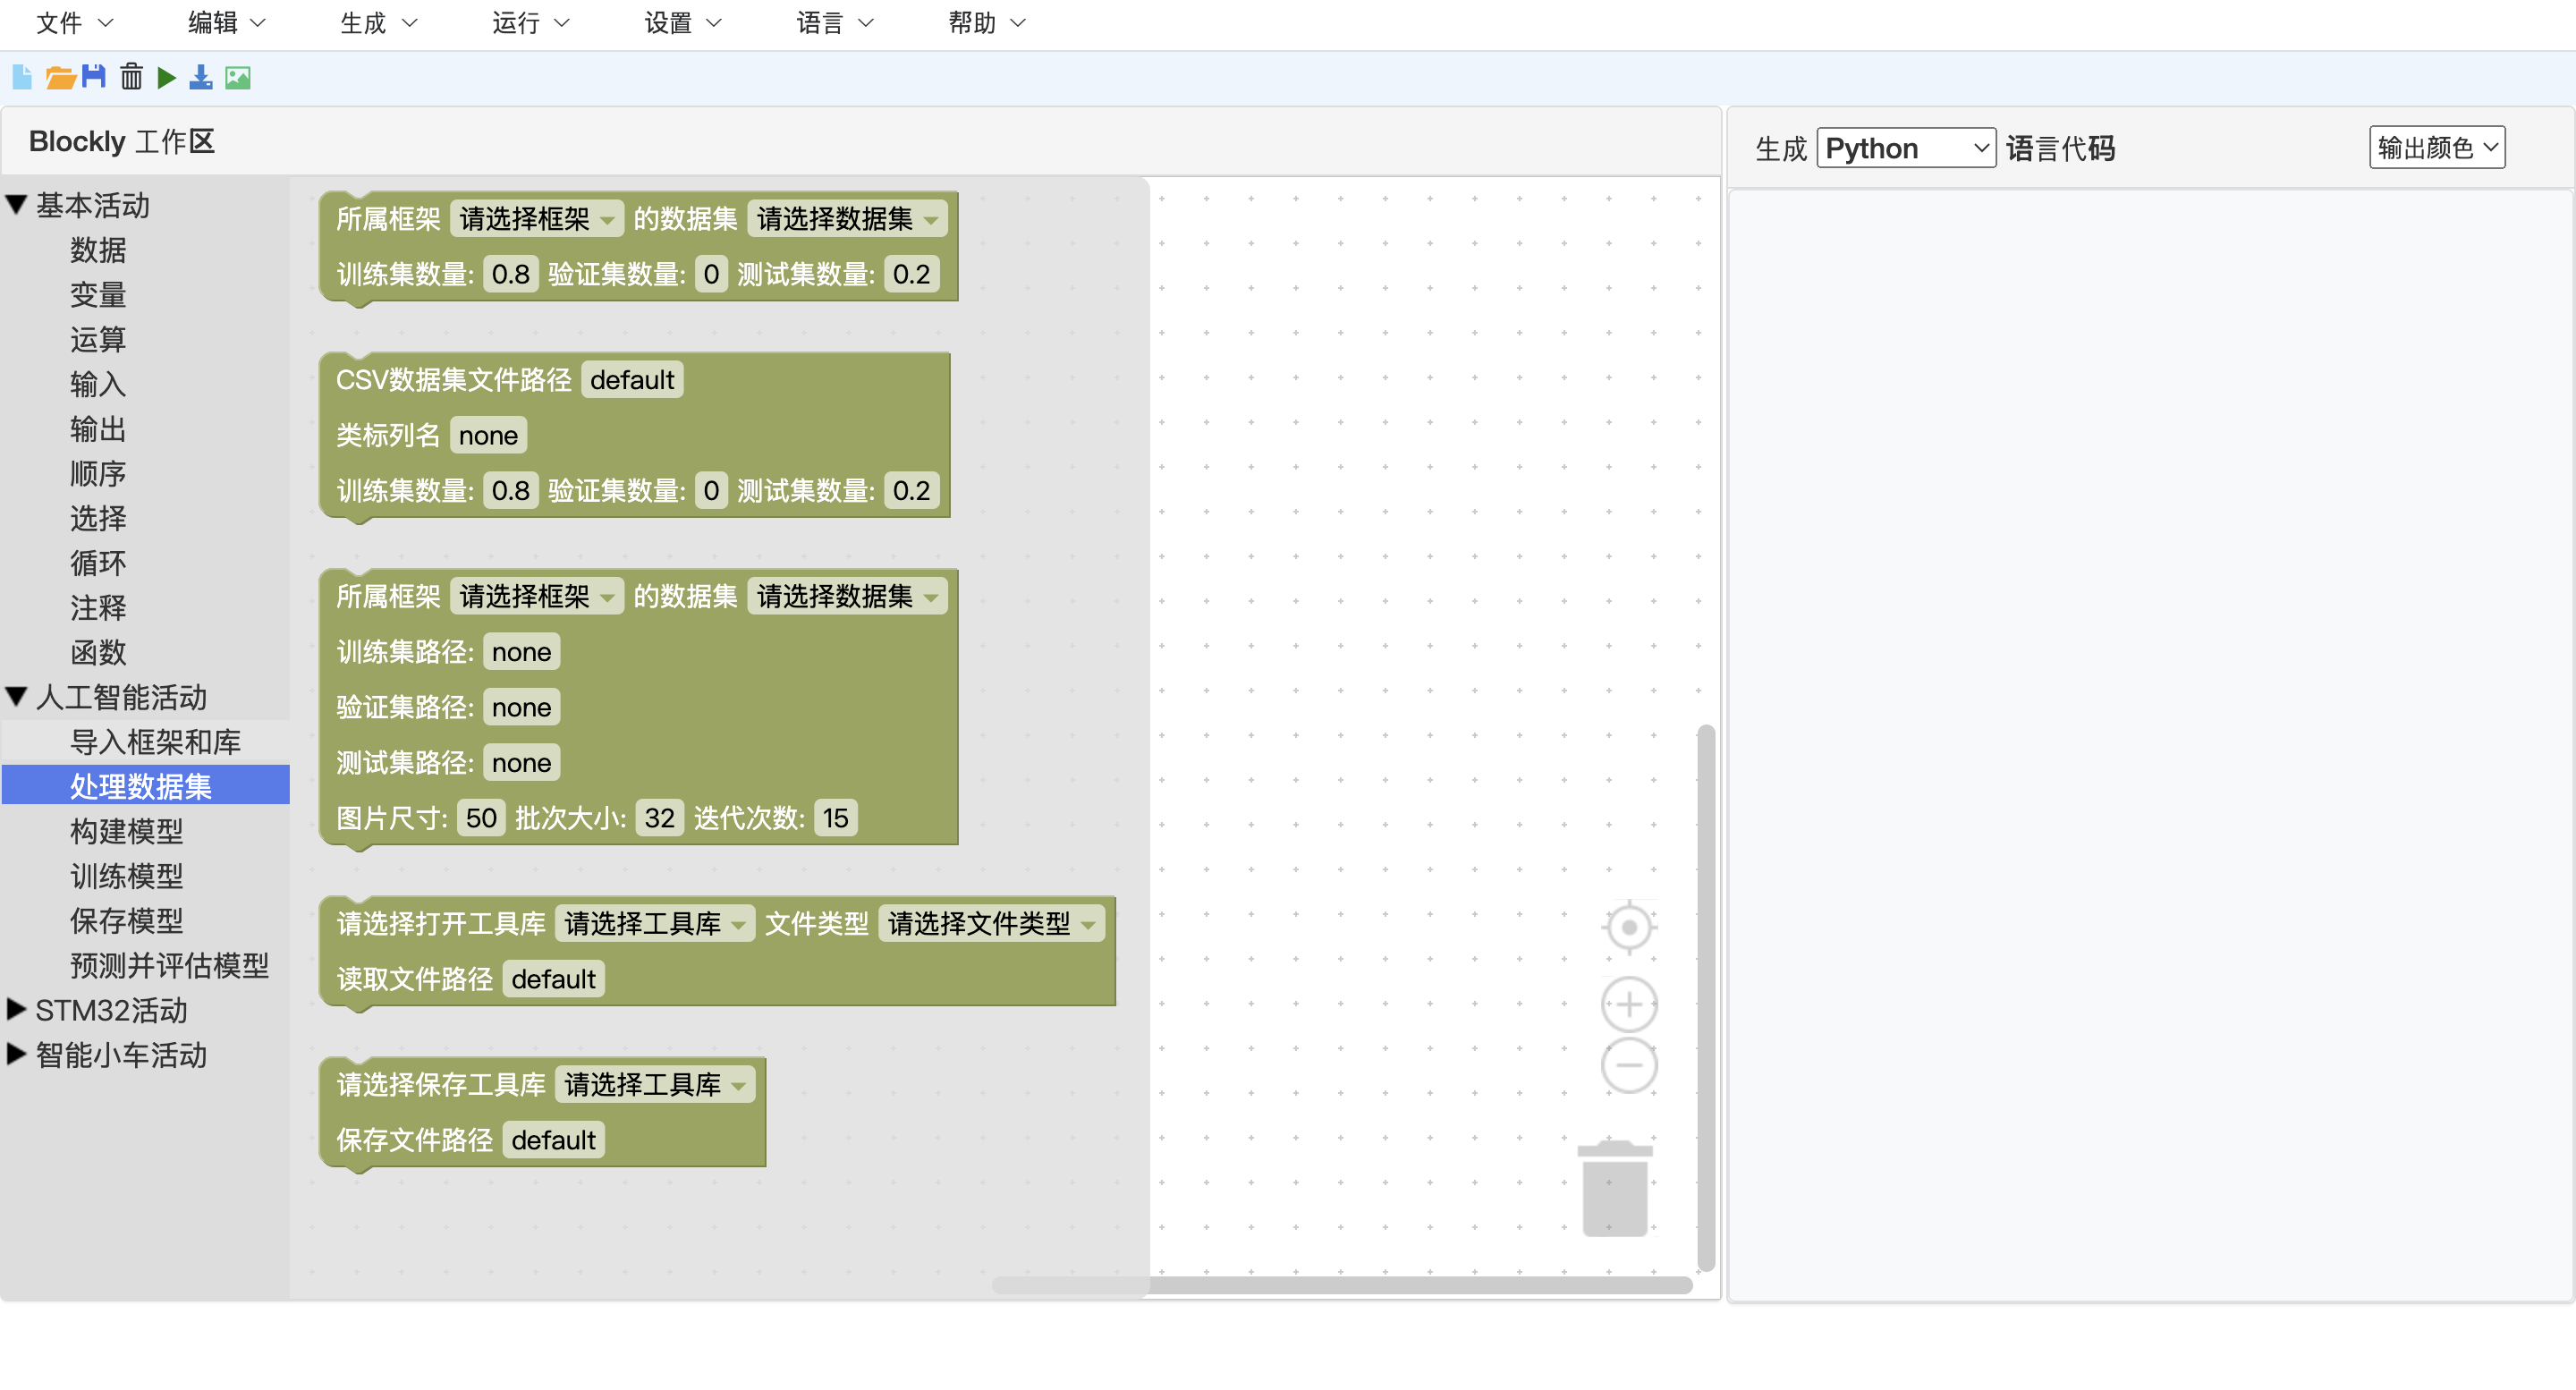 文件 编辑 生成 运行 设置 语言 帮助
Blockly 工作区
生成 Python 语言代码 输出颜色
基本活动
数据
变量
运算
输入
输出
顺序
选择
循环
注释
函数
人工智能活动
导入框架和库
处理数据集
构建模型
训练模型
保存模型
预测并评估模型
STM32活动
智能小车活动
所属框架 请选择框架 的数据集 请选择数据集
训练集数量: 0.8 验证集数量: 0 测试集数量: 0.2
CSV数据集文件路径 default
类标列名 none
训练集数量: 0.8 验证集数量: 0 测试集数量: 0.2
所属框架 请选择框架 的数据集 请选择数据集
训练集路径: none
验证集路径: none
测试集路径: none
图片尺寸: 50 批次大小: 32 迭代次数: 15
请选择打开工具库 请选择工具库 文件类型 请选择文件类型
读取文件路径 default
请选择保存工具库 请选择工具库
保存文件路径 default